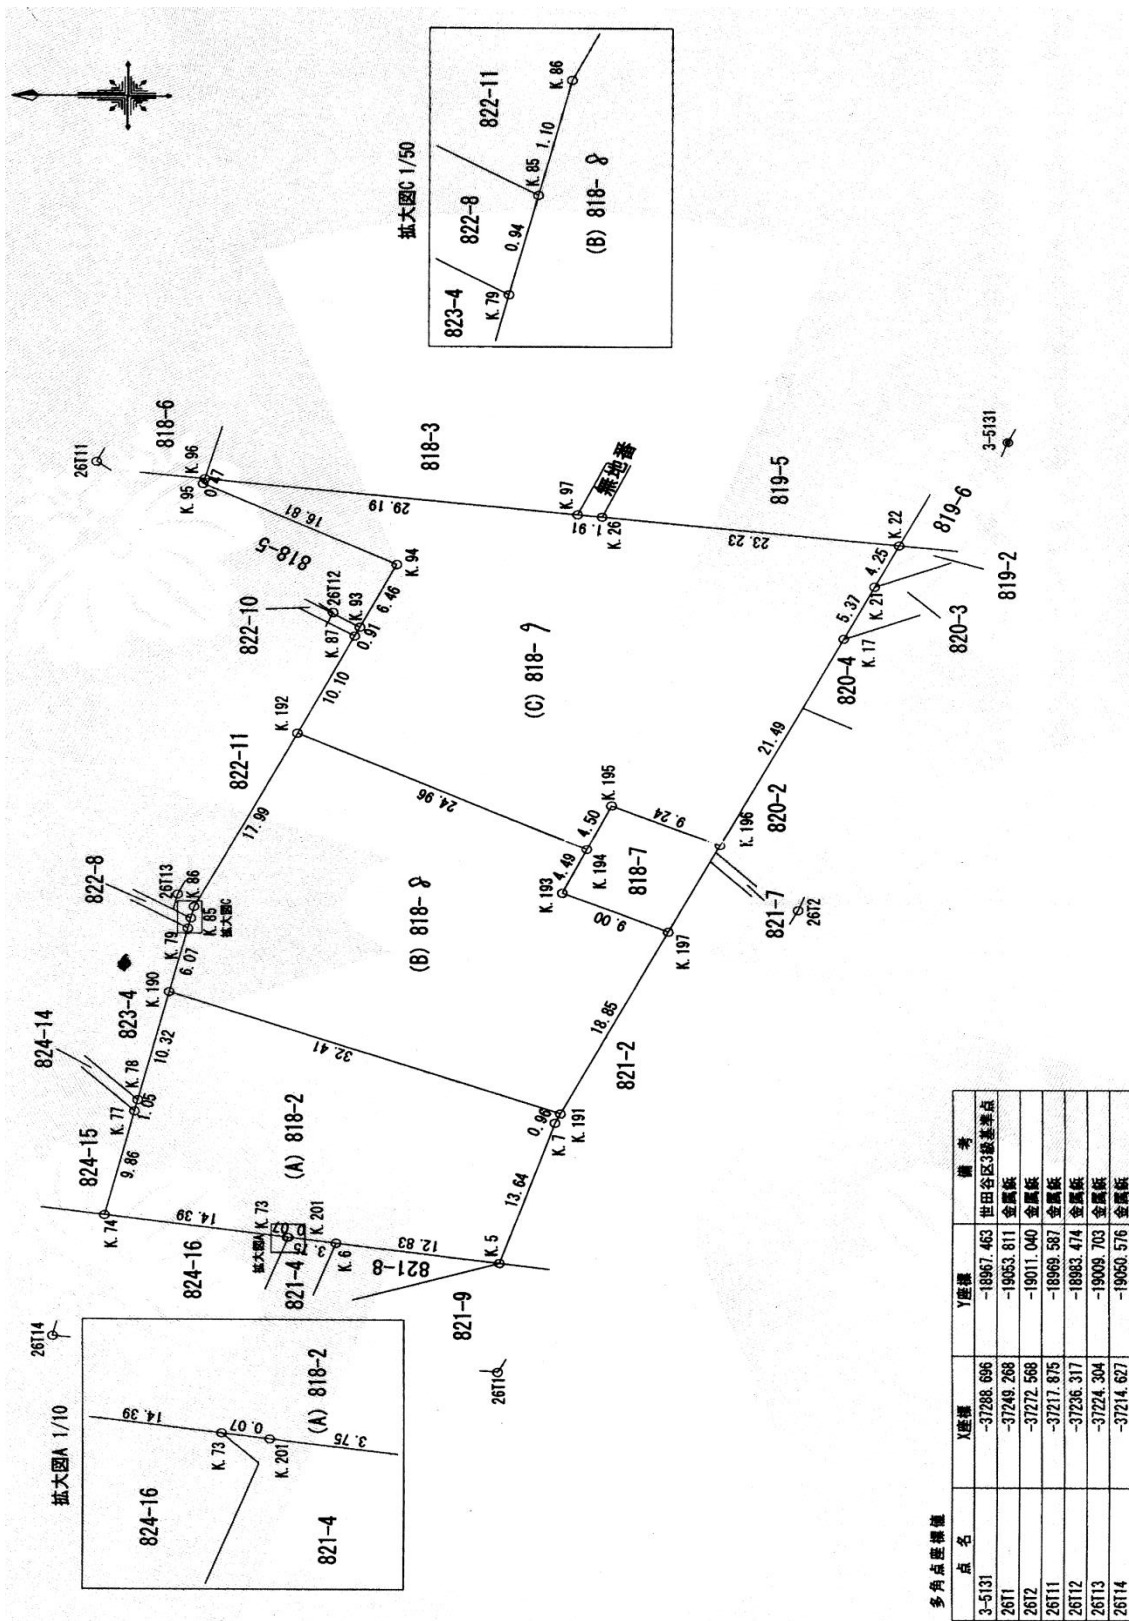 拡大図A 1/10
824-16
14.39
K.73
0.07
K.201
(A) 818-2
821-4
3.75
拡大図C 1/50
823-4
822-8
822-11
K.79
0.94
K.85
1.10
K.86
(B) 818-8
26T14
26T11
26T13
26T12
26T1
26T2
3-5131
824-15
824-14
823-4
822-8
822-11
822-10
818-5
818-6
818-3
無地番
819-5
819-6
819-2
820-3
820-4
820-2
821-7
821-2
821-9
821-8
821-4
824-16
K.74
9.86
K.77
1.05
K.78
10.32
K.190
6.07
K.79
K.85
拡大図C
K.86
17.99
K.192
10.10
K.87
0.91
K.93
6.46
K.94
16.81
K.95
0.47
K.96
29.19
K.97
1.91
K.26
23.23
K.22
4.25
K.21
5.37
K.17
21.49
K.196
9.24
K.195
4.50
K.194
4.49
K.193
9.00
K.197
18.85
K.191
0.96
K.7
13.64
K.5
12.83
K.6
3.75
K.201
0.07
K.73
拡大図A
14.39
32.41
24.96
(A) 818-2
(B) 818-8
(C) 818-9
818-7
多角点座標値
点 名 X座標 Y座標 備 考
3-5131 -37288.696 -18967.463 世田谷区3級基準点
26T1 -37249.268 -19053.811 金属鋲
26T2 -37272.568 -19011.040 金属鋲
26T11 -37217.875 -18969.587 金属鋲
26T12 -37236.317 -18983.474 金属鋲
26T13 -37224.304 -19009.703 金属鋲
26T14 -37214.627 -19050.576 金属鋲